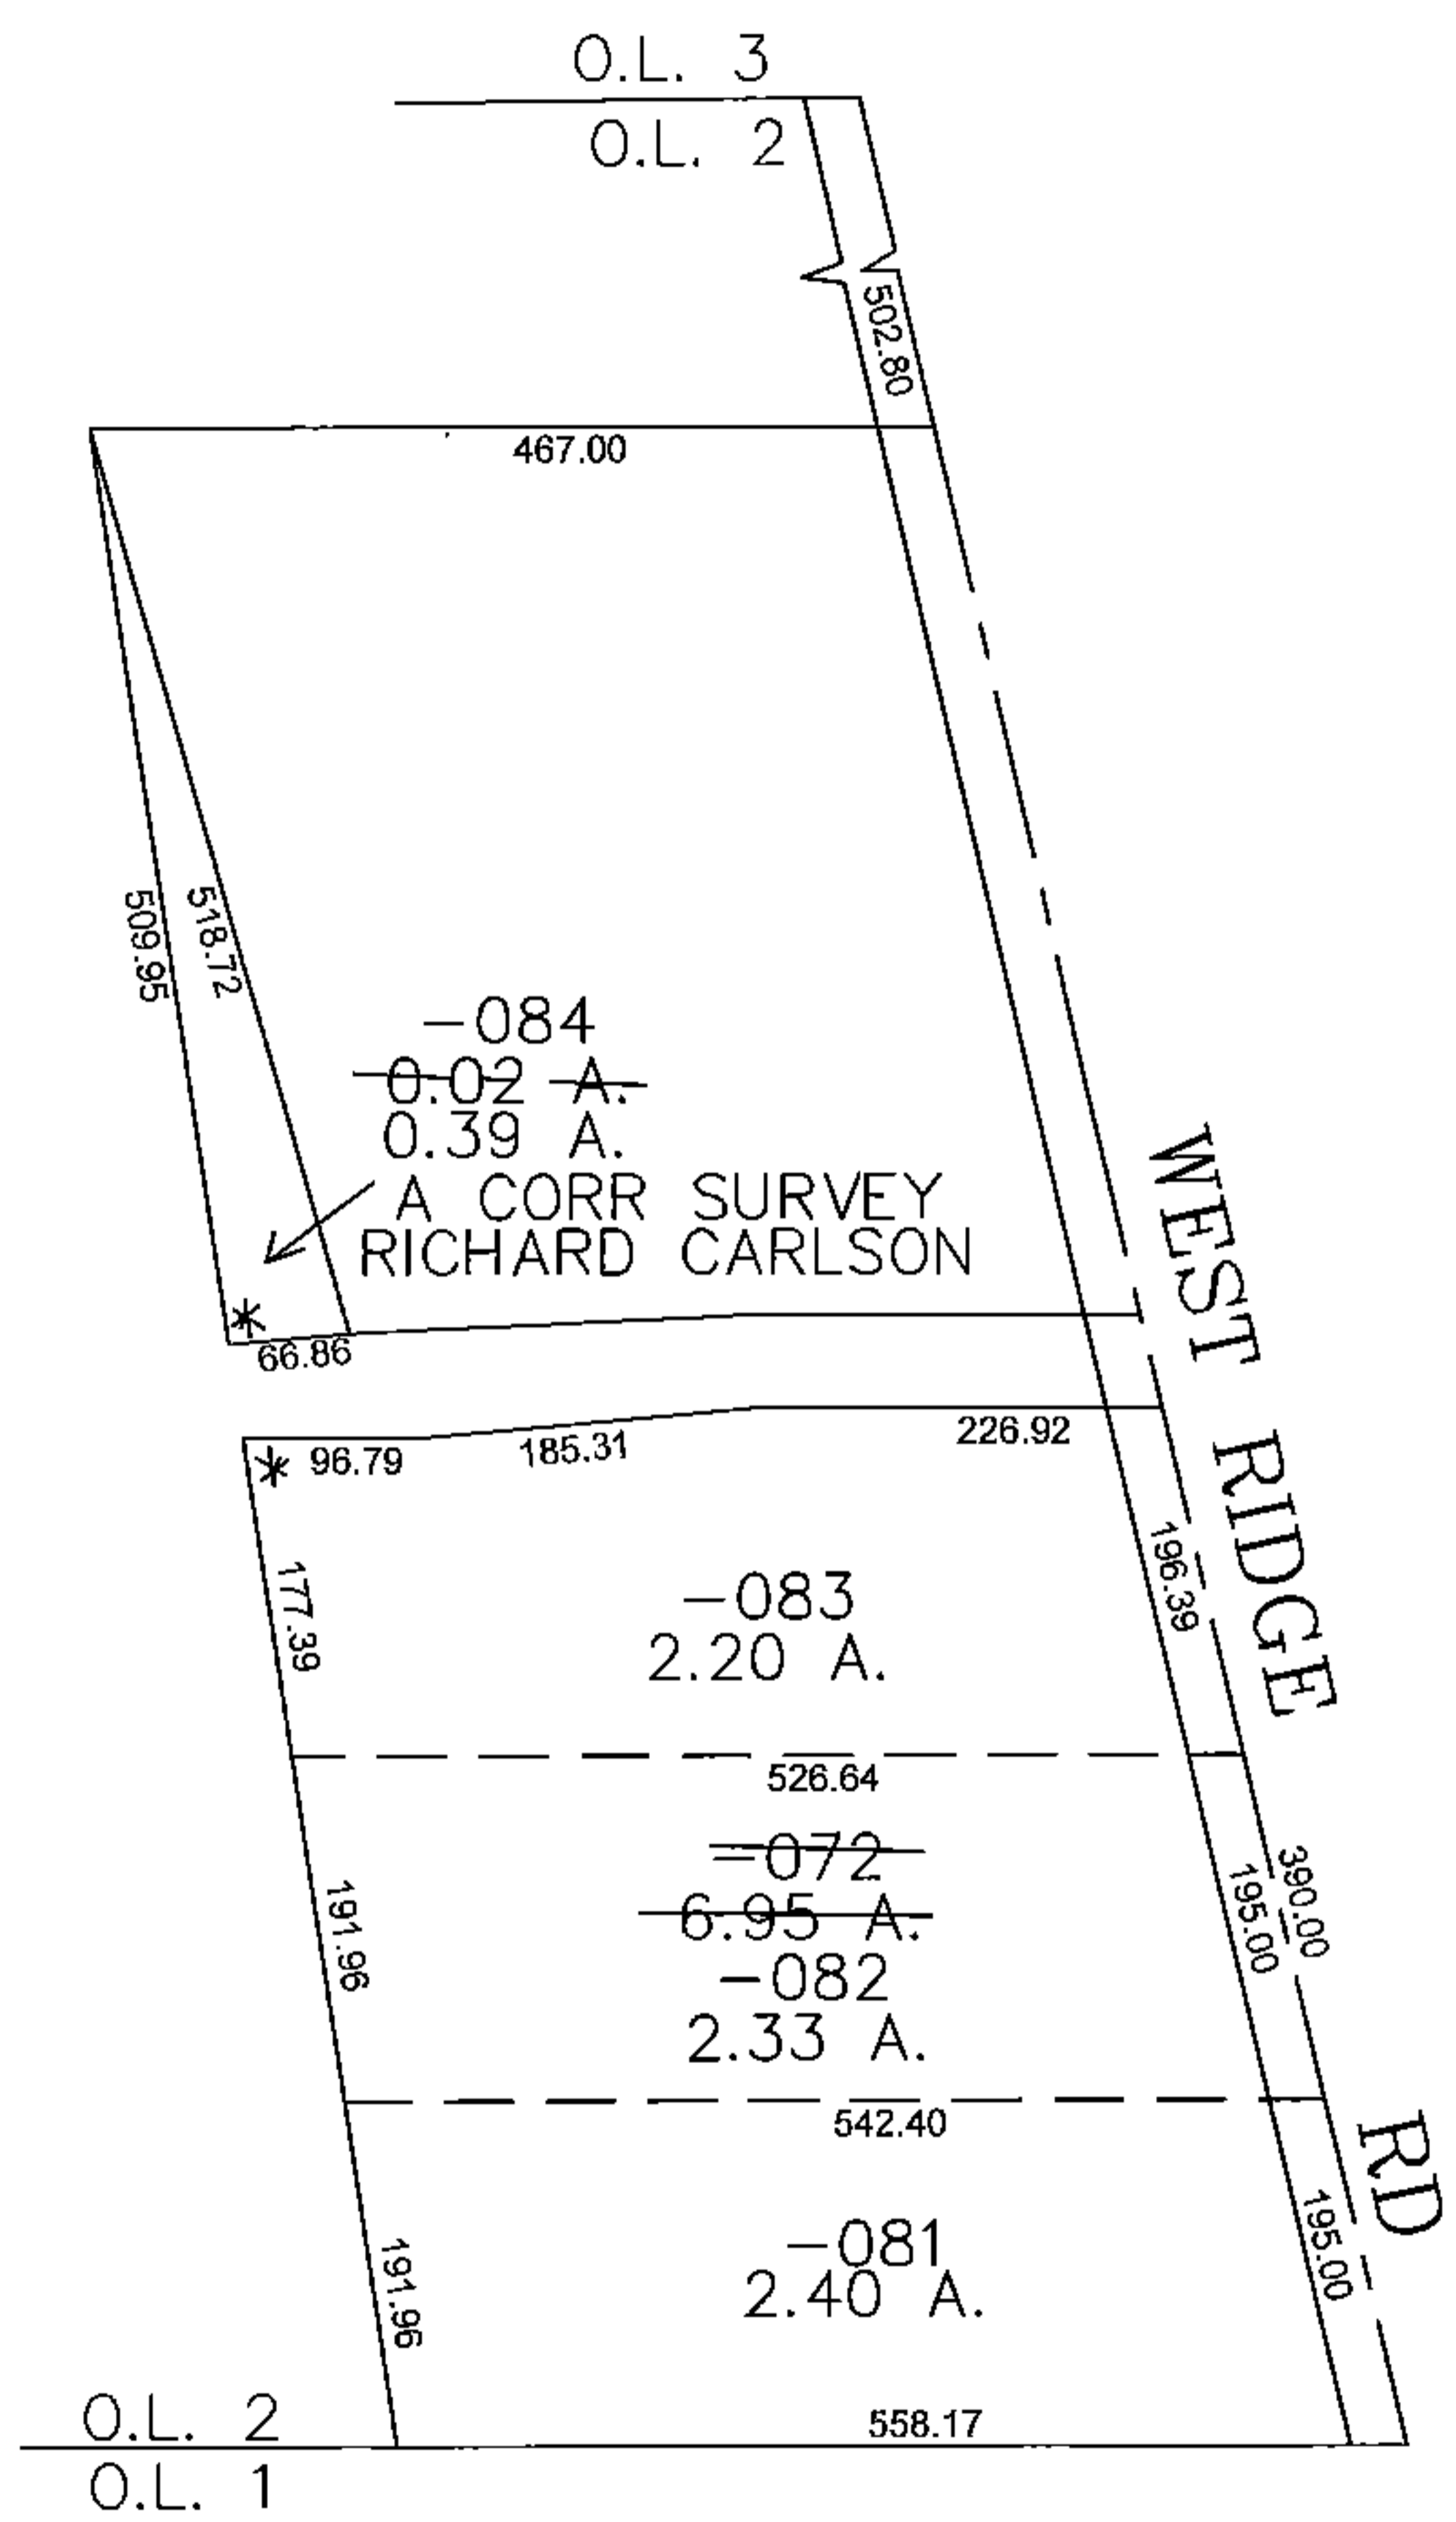 O.L. 3
O.L. 2
502.80
467.00
509.95
518.72
-084
0.02 A.
0.39 A.
A CORR SURVEY
RICHARD CARLSON
66.86
WEST RIDGE RD
226.92
185.31
96.79
196.39
177.39
-083
2.20 A.
526.64
-072
6.95 A.
-082
2.33 A.
191.96
195.00
390.00
542.40
-081
2.40 A.
191.96
195.00
558.17
O.L. 2
O.L. 1